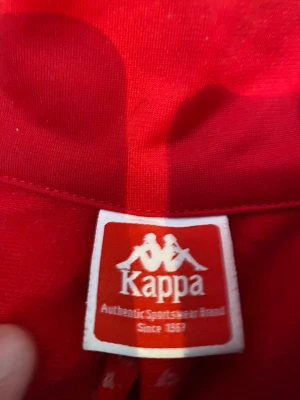 Kappa
Authentic Sportswear Brand
Since 1967